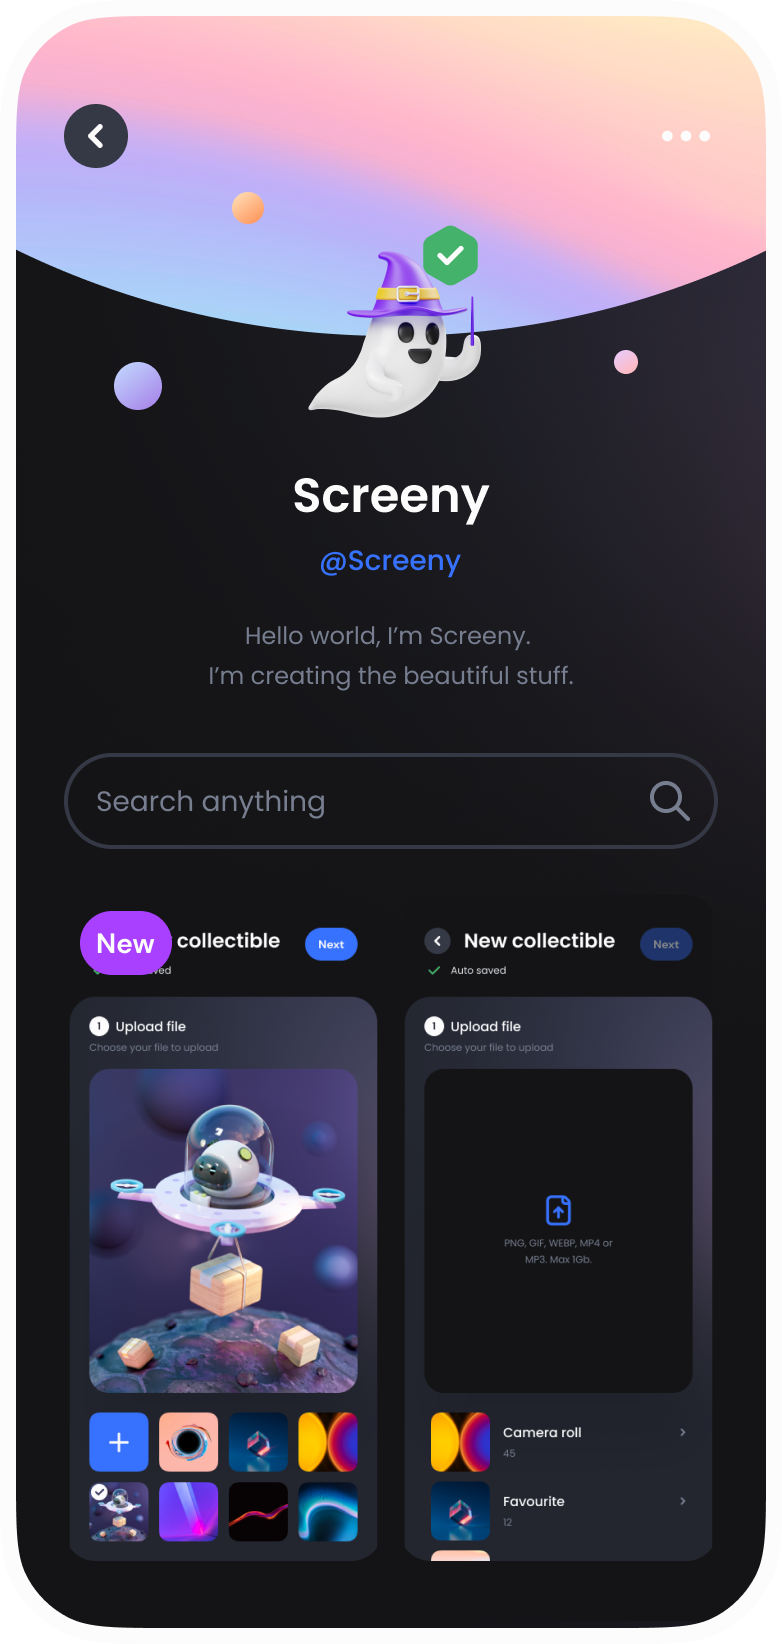 Screeny
@Screeny
Hello world, I'm Screeny.
I'm creating the beautiful stuff.
Search anything
New collectible
Next
1 Upload file
Choose your file to upload
New collectible
Next
Auto saved
1 Upload file
Choose your file to upload
PNG, GIF, WEBP, MP4 or
MP3. Max 1Gb.
Camera roll
45
Favourite
12